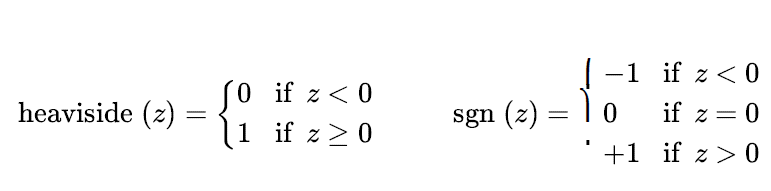 heaviside (z) = { 0 if z < 0
1 if z ≥ 0
sgn (z) = { −1 if z < 0
0 if z = 0
+1 if z > 0